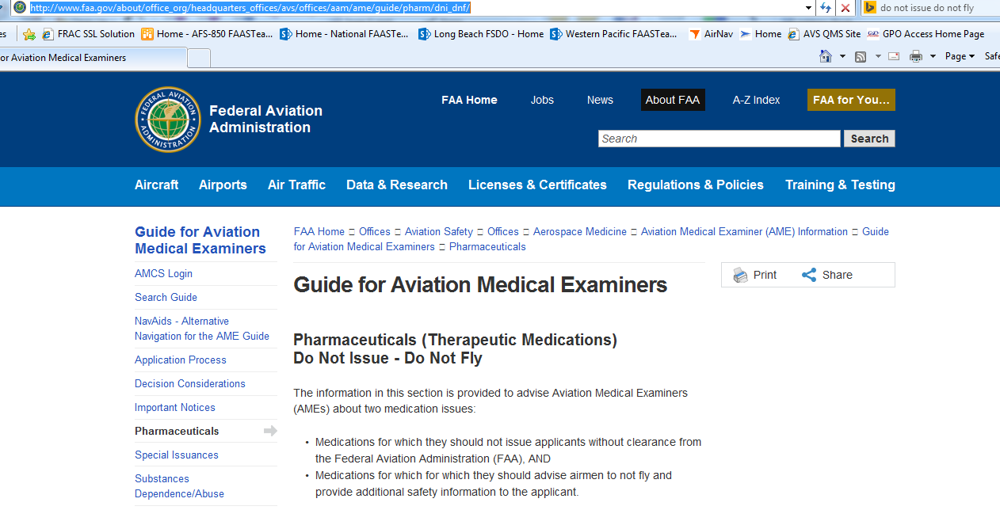 http://www.faa.gov/about/office_org/headquarters_offices/avs/offices/aam/ame/guide/pharm/dni_dnf/
do not issue do not fly
es
FRAC SSL Solution
Home - AFS-850 FAASTea...
Home - National FAASTe...
Long Beach FSDO - Home
Western Pacific FAASTea...
AirNav
Home
AVS QMS Site
GPO Access Home Page
or Aviation Medical Examiners
Page
Safe
FEDERAL AVIATION ADMINISTRATION
Federal Aviation
Administration
FAA Home
Jobs
News
About FAA
A-Z Index
FAA for You...
Search
Search
Aircraft
Airports
Air Traffic
Data & Research
Licenses & Certificates
Regulations & Policies
Training & Testing
Guide for Aviation
Medical Examiners
AMCS Login
Search Guide
NavAids - Alternative
Navigation for the AME Guide
Application Process
Decision Considerations
Important Notices
Pharmaceuticals
Special Issuances
Substances
Dependence/Abuse
FAA Home □ Offices □ Aviation Safety □ Offices □ Aerospace Medicine □ Aviation Medical Examiner (AME) Information □ Guide
for Aviation Medical Examiners □ Pharmaceuticals
Print
Share
Guide for Aviation Medical Examiners
Pharmaceuticals (Therapeutic Medications)
Do Not Issue - Do Not Fly
The information in this section is provided to advise Aviation Medical Examiners
(AMEs) about two medication issues:
• Medications for which they should not issue applicants without clearance from
the Federal Aviation Administration (FAA), AND
• Medications for which for which they should advise airmen to not fly and
provide additional safety information to the applicant.